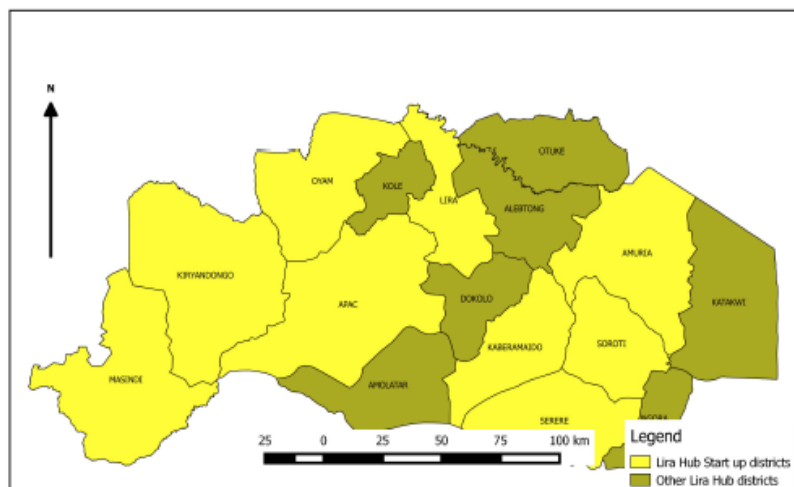 N
OTUKE
OYAM
KOLE
LIRA
ALEBTONG
AMURIA
KIRYANDONGO
DOKOLO
KATAKWI
APAC
KABERAMAIDO
SOROTI
MASINDI
AMOLATAR
SERERE
NGORA
Legend
25 0 25 50 75 100 km
Lira Hub Start up districts
Other Lira Hub districts